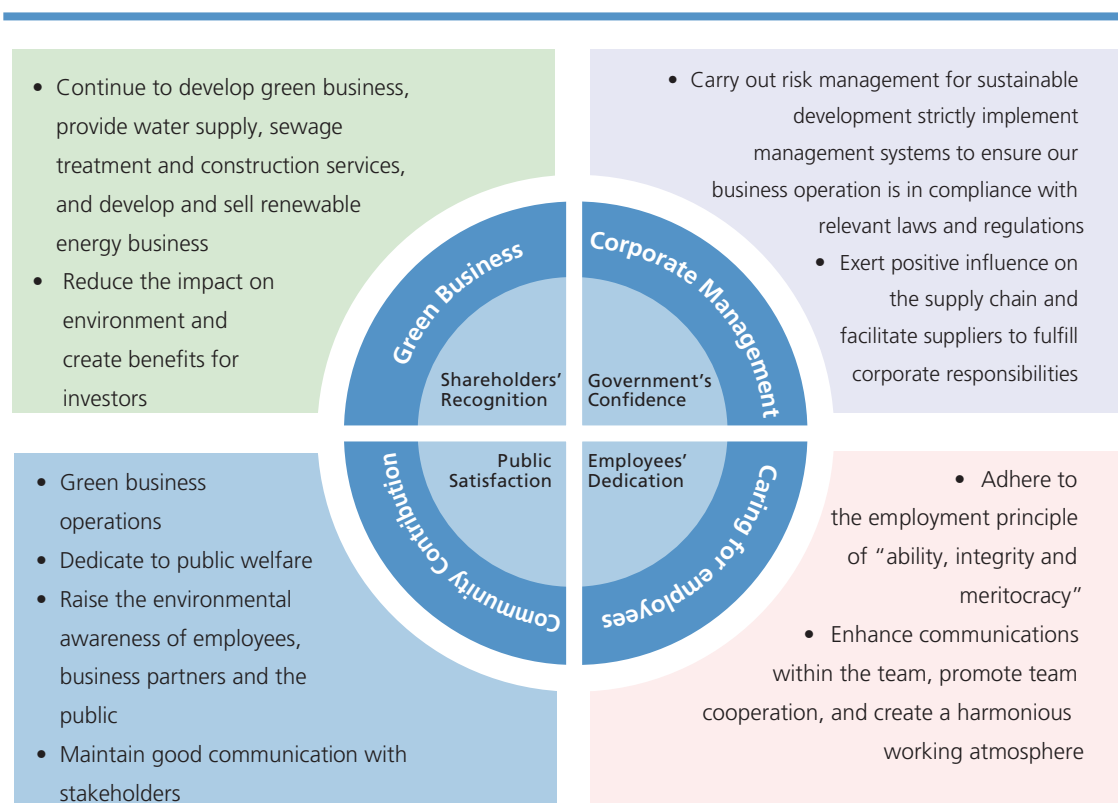 • Continue to develop green business,
provide water supply, sewage
treatment and construction services,
and develop and sell renewable
energy business
• Reduce the impact on
environment and
create benefits for
investors
• Carry out risk management for sustainable
development strictly implement
management systems to ensure our
business operation is in compliance with
relevant laws and regulations
• Exert positive influence on
the supply chain and
facilitate suppliers to fulfill
corporate responsibilities
Green Business
Corporate Management
Shareholders'
Recognition
Government's
Confidence
Public
Satisfaction
Employees'
Dedication
Community Contribution
Caring for employees
• Green business
operations
• Dedicate to public welfare
• Raise the environmental
awareness of employees,
business partners and the
public
• Maintain good communication with
stakeholders
• Adhere to
the employment principle
of “ability, integrity and
meritocracy”
• Enhance communications
within the team, promote team
cooperation, and create a harmonious
working atmosphere